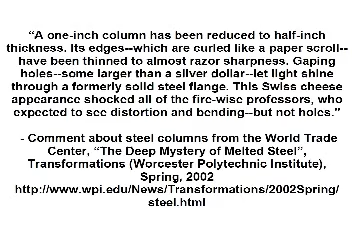 “A one-inch column has been reduced to half-inch
thickness. Its edges--which are curled like a paper scroll--
have been thinned to almost razor sharpness. Gaping
holes--some larger than a silver dollar--let light shine
through a formerly solid steel flange. This Swiss cheese
appearance shocked all of the fire-wise professors, who
expected to see distortion and bending--but not holes.”
- Comment about steel columns from the World Trade
Center, “The Deep Mystery of Melted Steel”,
Transformations (Worcester Polytechnic Institute),
Spring, 2002
http://www.wpi.edu/News/Transformations/2002Spring/
steel.html